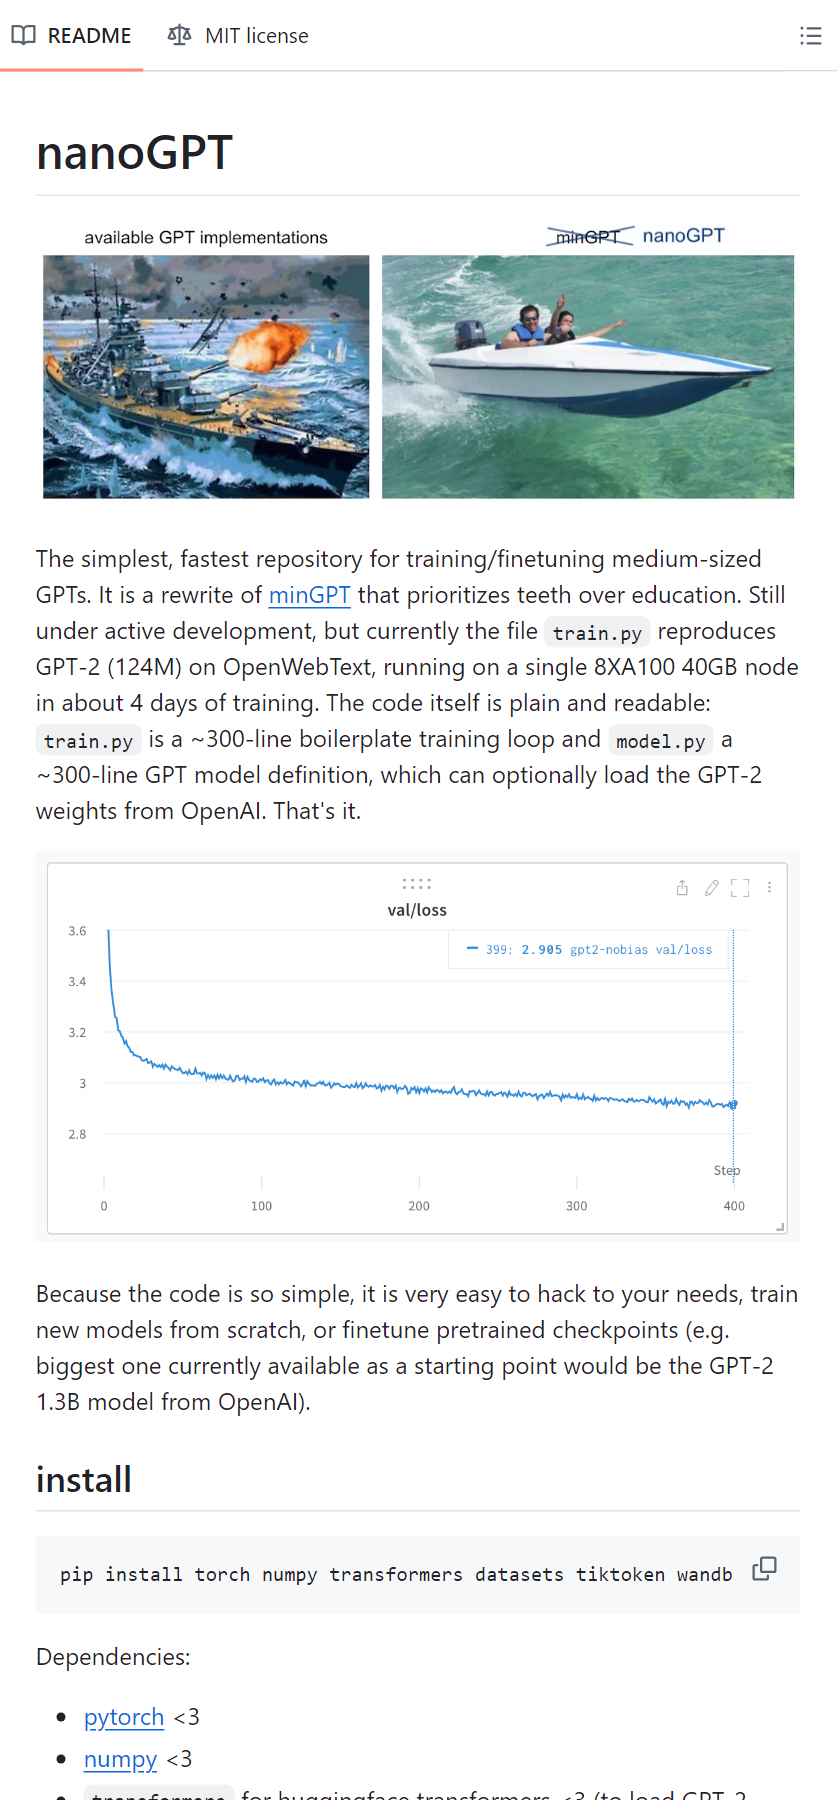 README
MIT license
nanoGPT
available GPT implementations
minGPT nanoGPT
The simplest, fastest repository for training/finetuning medium-sized
GPTs. It is a rewrite of minGPT that prioritizes teeth over education. Still
under active development, but currently the file train.py reproduces
GPT-2 (124M) on OpenWebText, running on a single 8XA100 40GB node
in about 4 days of training. The code itself is plain and readable:
train.py is a ~300-line boilerplate training loop and model.py a
~300-line GPT model definition, which can optionally load the GPT-2
weights from OpenAI. That's it.
val/loss
399: 2.905 gpt2-nobias val/loss
3.6
3.4
3.2
3
2.8
Step
0 100 200 300 400
Because the code is so simple, it is very easy to hack to your needs, train
new models from scratch, or finetune pretrained checkpoints (e.g.
biggest one currently available as a starting point would be the GPT-2
1.3B model from OpenAI).
install
pip install torch numpy transformers datasets tiktoken wandb
Dependencies:
pytorch <3
numpy <3
transformers for huggingface transformers <3 (to load GPT-2